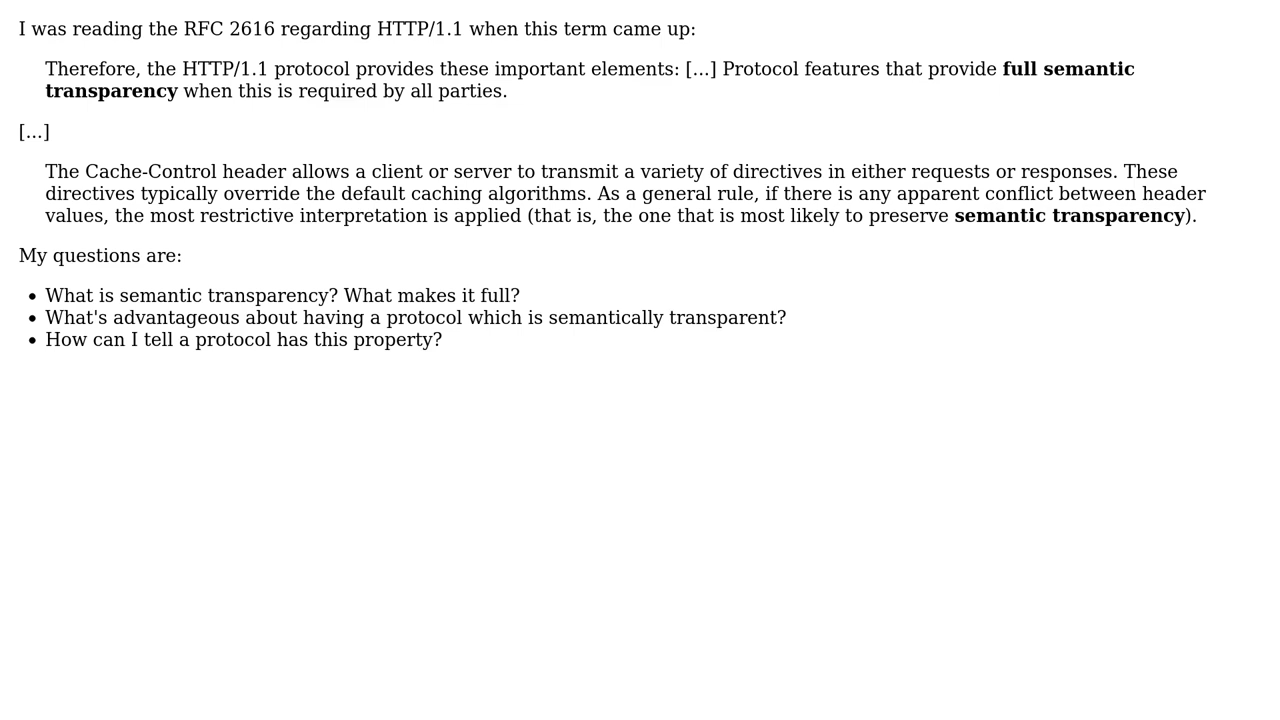 I was reading the RFC 2616 regarding HTTP/1.1 when this term came up:
Therefore, the HTTP/1.1 protocol provides these important elements: [...] Protocol features that provide full semantic
transparency when this is required by all parties.
[...]
The Cache-Control header allows a client or server to transmit a variety of directives in either requests or responses. These
directives typically override the default caching algorithms. As a general rule, if there is any apparent conflict between header
values, the most restrictive interpretation is applied (that is, the one that is most likely to preserve semantic transparency).
My questions are:
• What is semantic transparency? What makes it full?
• What's advantageous about having a protocol which is semantically transparent?
• How can I tell a protocol has this property?